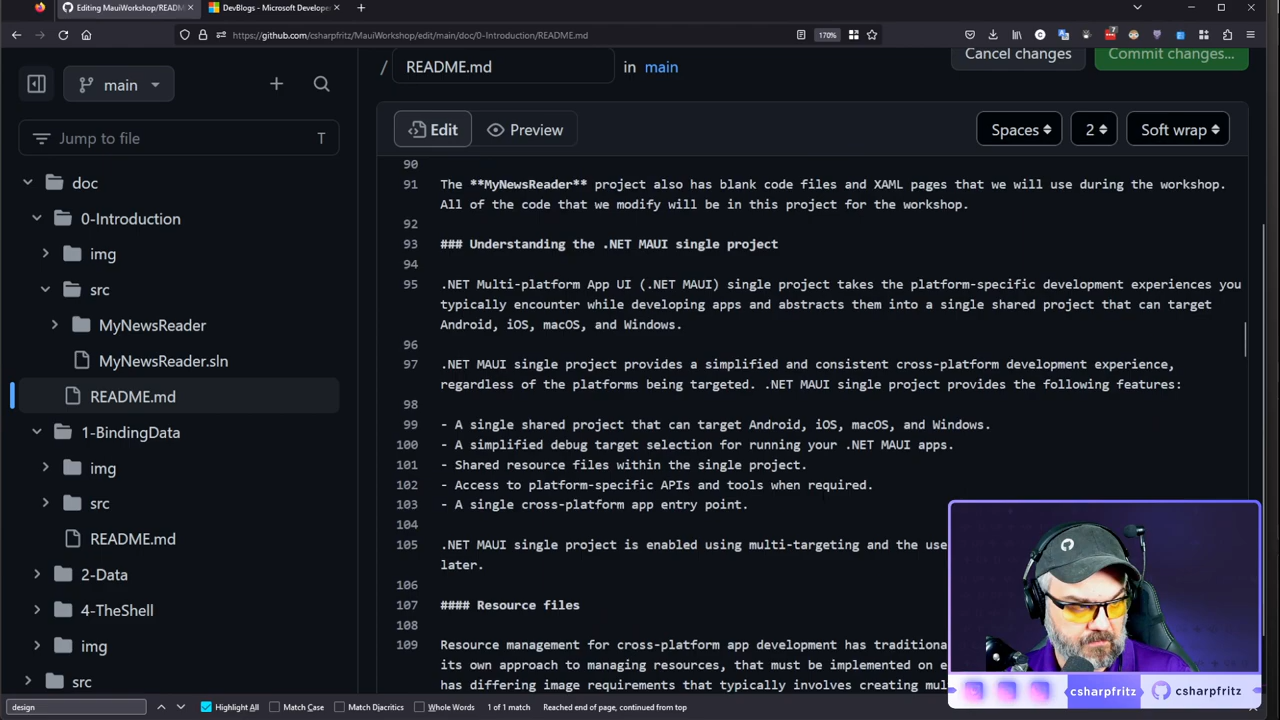 Editing MauiWorkshop/READM
DevBlogs - Microsoft Develope
https://github.com/csharpfritz/MauiWorkshop/edit/main/doc/0-Introduction/README.md
170%
main
/ README.md in main
Cancel changes
Commit changes...
Jump to file
T
Edit
Preview
Spaces
2
Soft wrap
doc
0-Introduction
img
src
MyNewsReader
MyNewsReader.sln
README.md
1-BindingData
img
src
README.md
2-Data
4-TheShell
img
src
90
91 The **MyNewsReader** project also has blank code files and XAML pages that we will use during the workshop.
All of the code that we modify will be in this project for the workshop.
92
93 ### Understanding the .NET MAUI single project
94
95 .NET Multi-platform App UI (.NET MAUI) single project takes the platform-specific development experiences you
typically encounter while developing apps and abstracts them into a single shared project that can target
Android, iOS, macOS, and Windows.
96
97 .NET MAUI single project provides a simplified and consistent cross-platform development experience,
regardless of the platforms being targeted. .NET MAUI single project provides the following features:
98
99 - A single shared project that can target Android, iOS, macOS, and Windows.
100 - A simplified debug target selection for running your .NET MAUI apps.
101 - Shared resource files within the single project.
102 - Access to platform-specific APIs and tools when required.
103 - A single cross-platform app entry point.
104
105 .NET MAUI single project is enabled using multi-targeting and the use
later.
106
107 #### Resource files
108
109 Resource management for cross-platform app development has tradition
its own approach to managing resources, that must be implemented on e
has differing image requirements that typically involves creating mul
csharpfritz
csharpfritz
design
Highlight All
Match Case
Match Diacritics
Whole Words
1 of 1 match
Reached end of page, continued from top